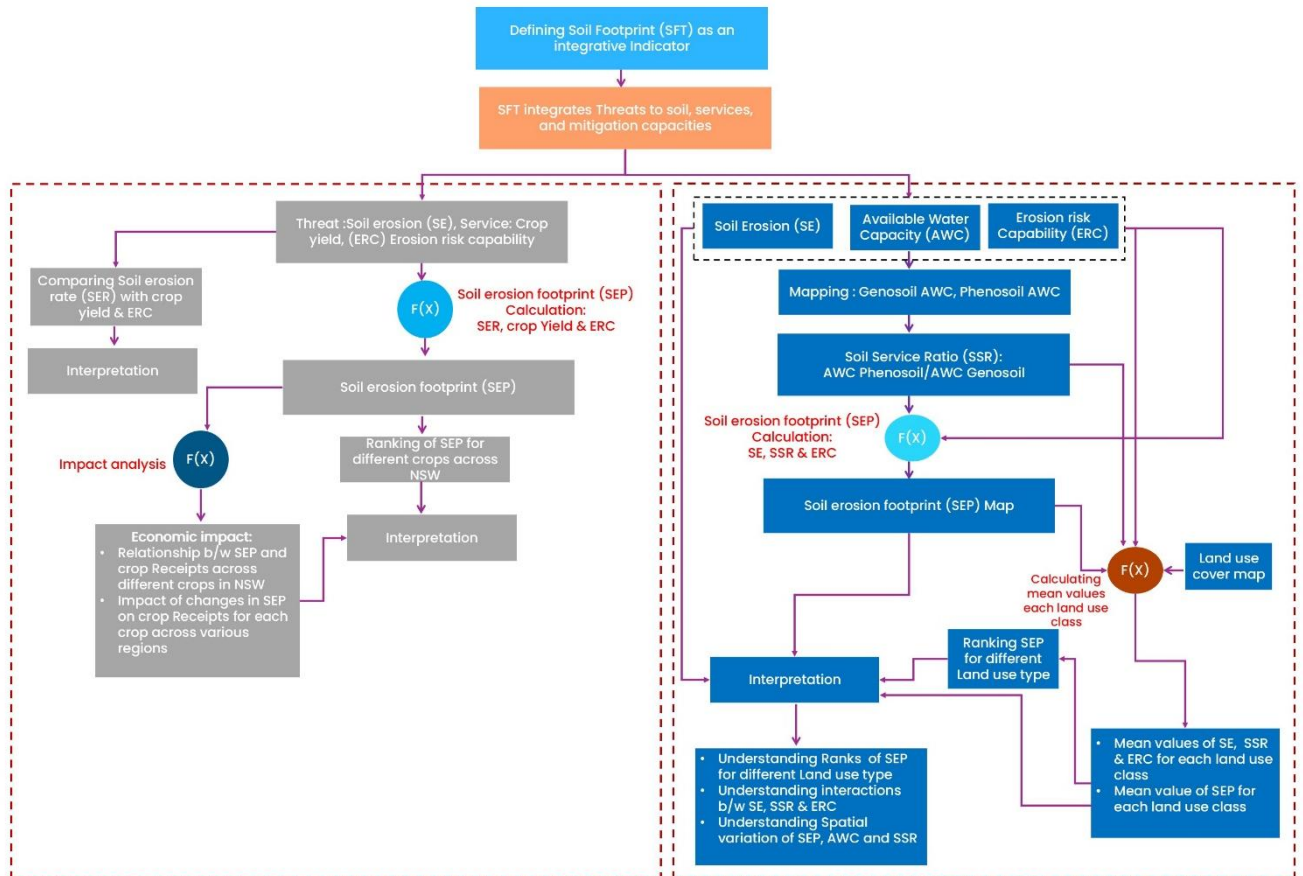 Defining Soil Footprint (SFT) as an
integrative Indicator
SFT integrates Threats to soil, services,
and mitigation capacities
Threat :Soil erosion (SE), Service: Crop
yield, (ERC) Erosion risk capability
Comparing Soil erosion
rate (SER) with crop
yield & ERC
Interpretation
F(X)
Soil erosion footprint (SEP)
Calculation:
SER, crop Yield & ERC
Soil erosion footprint (SEP)
Impact analysis
F(X)
Ranking of SEP for
different crops across
NSW
Interpretation
Economic impact:
• Relationship b/w SEP and
crop Receipts across
different crops in NSW
• Impact of changes in SEP
on crop Receipts for each
crop across various
regions
Soil Erosion (SE)
Available Water
Capacity (AWC)
Erosion risk
Capability (ERC)
Mapping : Genosoil AWC, Phenosoil AWC
Soil Service Ratio (SSR):
AWC Phenosoil/AWC Genosoil
Soil erosion footprint (SEP)
Calculation:
SE, SSR & ERC
F(X)
Soil erosion footprint (SEP) Map
F(X)
Land use
cover map
Calculating
mean values
each land use
class
Ranking SEP
for different
Land use type
Interpretation
• Understanding Ranks of SEP
for different Land use type
• Understanding interactions
b/w SE, SSR & ERC
• Understanding Spatial
variation of SEP, AWC and SSR
• Mean values of SE, SSR
& ERC for each land use
class
• Mean value of SEP for
each land use class